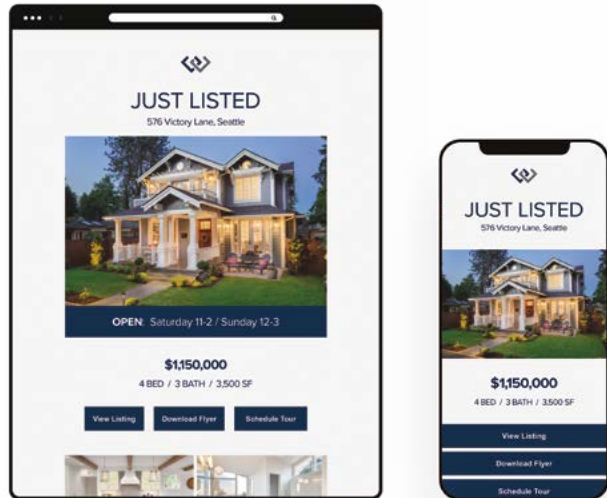 JUST LISTED
576 Victory Lane, Seattle
OPEN: Saturday 11-2 / Sunday 12-3
$1,150,000
4 BED / 3 BATH / 3,500 SF
View Listing
Download Flyer
Schedule Tour
JUST LISTED
576 Victory Lane, Seattle
$1,150,000
4 BED / 3 BATH / 3,500 SF
View Listing
Download Flyer
Schedule Tour